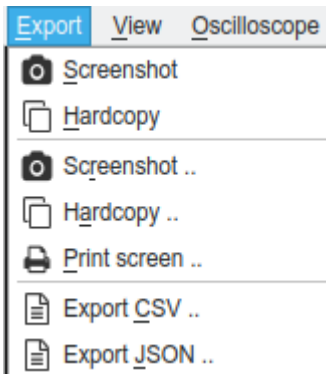 Export View Oscilloscope
Screenshot
Hardcopy
Screenshot ..
Hardcopy ..
Print screen ..
Export CSV ..
Export JSON ..